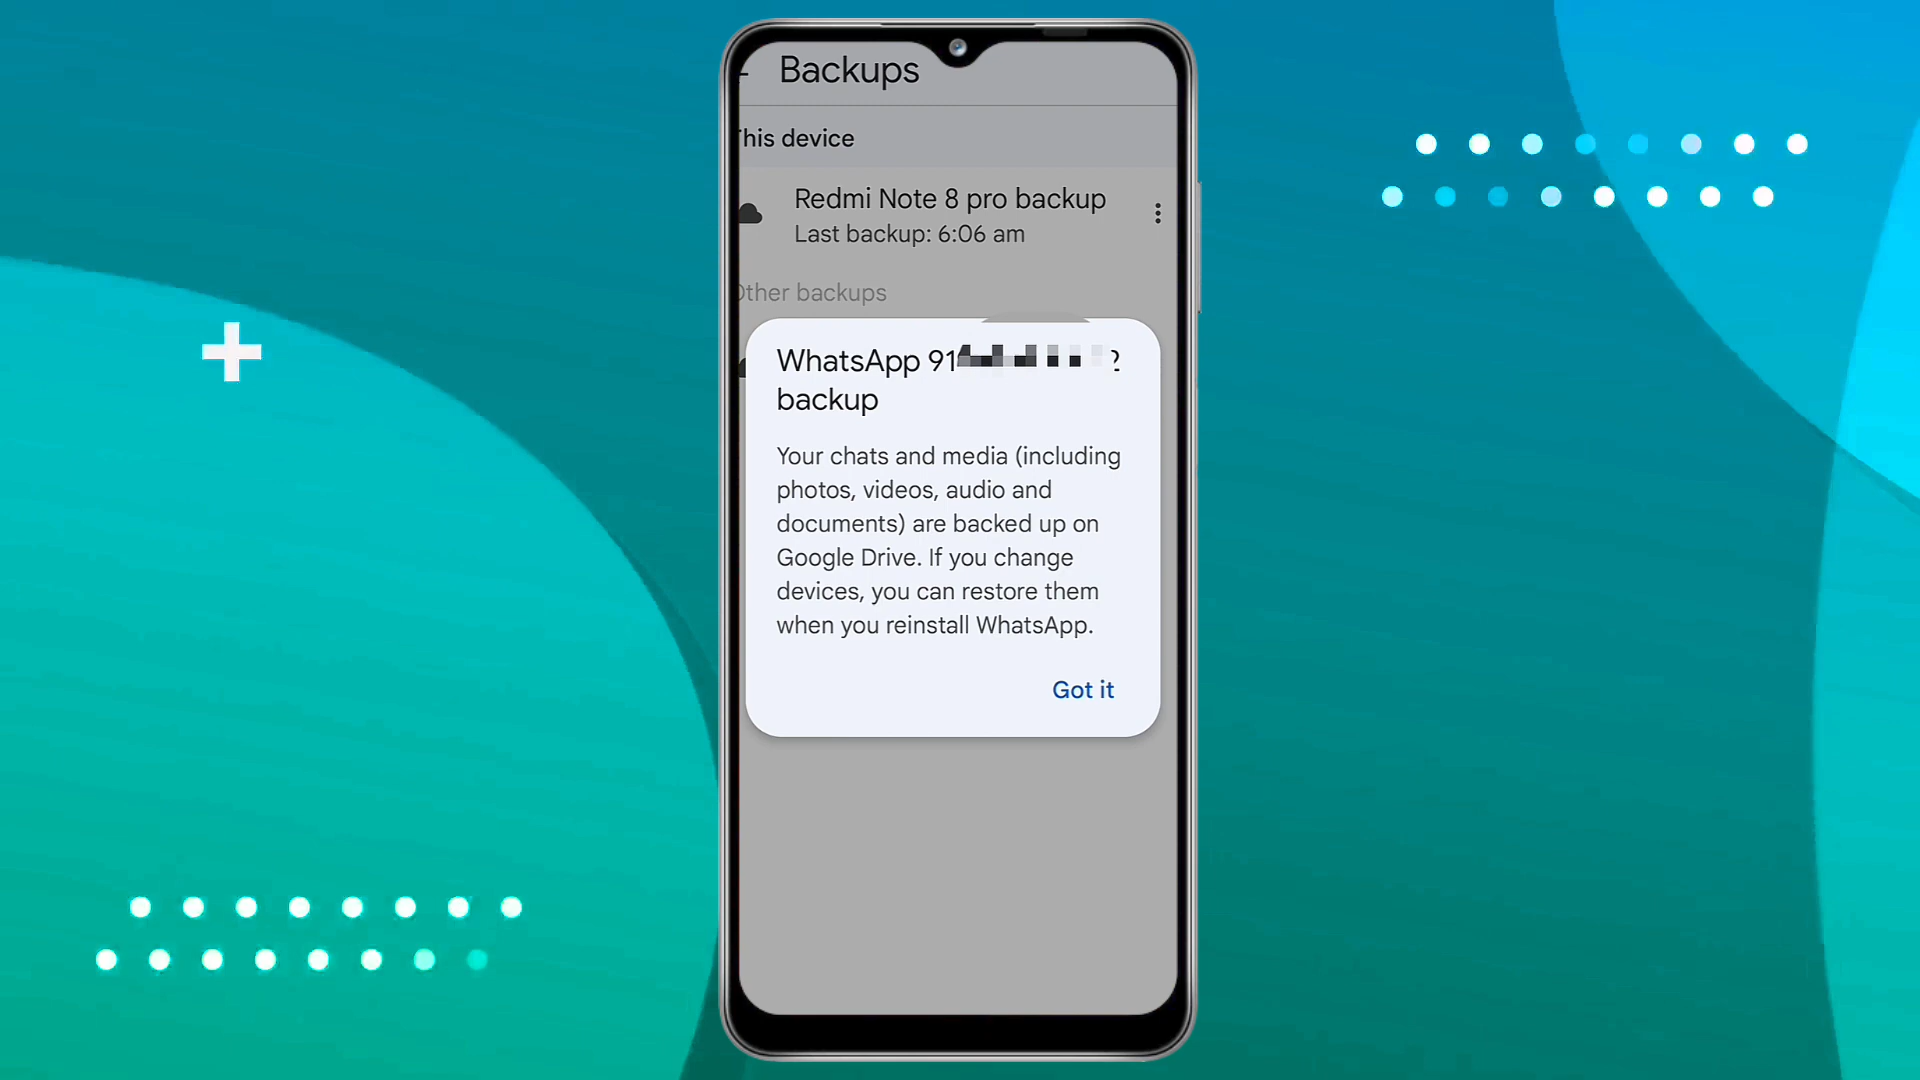 Backups
This device
Redmi Note 8 pro backup
Last backup: 6:06 am
Other backups
WhatsApp 91
backup
Your chats and media (including
photos, videos, audio and
documents) are backed up on
Google Drive. If you change
devices, you can restore them
when you reinstall WhatsApp.
Got it